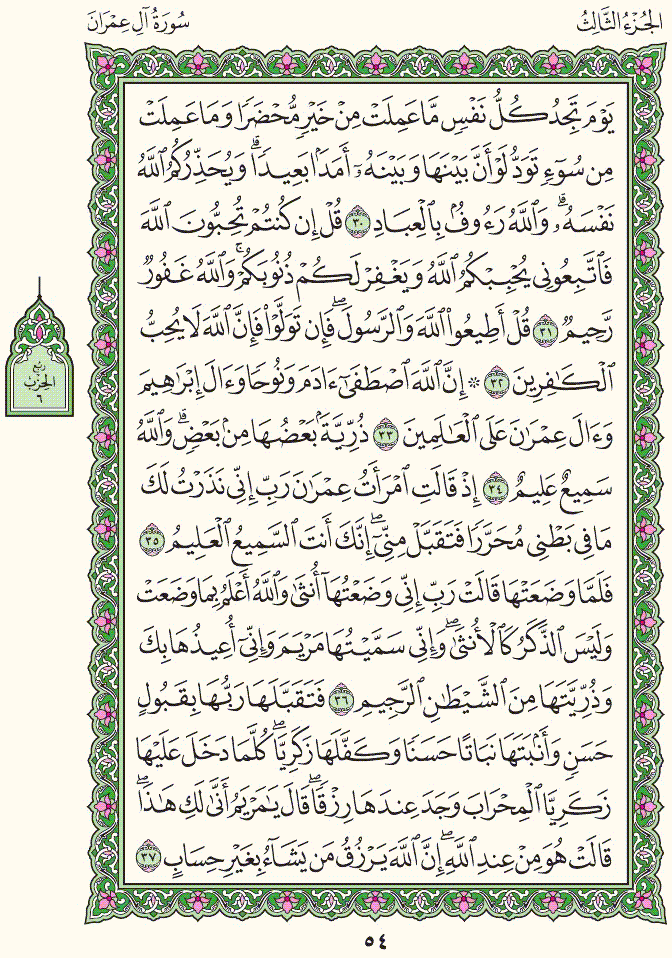 الجُزْءُ الثَّالِثُ
سُورَةُ آلِ عِمْرَانَ
يَوْمَ تَجِدُ كُلُّ نَفْسٍ مَّا عَمِلَتْ مِنْ خَيْرٍ مُّحْضَرًا وَمَا عَمِلَتْ
مِن سُوٓءٍ تَوَدُّ لَوْ أَنَّ بَيْنَهَا وَبَيْنَهُۥٓ أَمَدًۢا بَعِيدًا ۗ وَيُحَذِّرُكُمُ ٱللَّهُ
نَفْسَهُۥ ۗ وَٱللَّهُ رَءُوفٌۢ بِٱلْعِبَادِ ٣٠ قُلْ إِن كُنتُمْ تُحِبُّونَ ٱللَّهَ
فَٱتَّبِعُونِى يُحْبِبْكُمُ ٱللَّهُ وَيَغْفِرْ لَكُمْ ذُنُوبَكُمْ ۗ وَٱللَّهُ غَفُورٌ
رَّحِيمٌ ٣١ قُلْ أَطِيعُوا۟ ٱللَّهَ وَٱلرَّسُولَ ۖ فَإِن تَوَلَّوْا۟ فَإِنَّ ٱللَّهَ لَا يُحِبُّ
ٱلْكَـٰفِرِينَ ٣٢ ۞ إِنَّ ٱللَّهَ ٱصْطَفَىٰٓ ءَادَمَ وَنُوحًا وَءَالَ إِبْرَٰهِيمَ
وَءَالَ عِمْرَٰنَ عَلَى ٱلْعَـٰلَمِينَ ٣٣ ذُرِّيَّةًۢ بَعْضُهَا مِنۢ بَعْضٍ ۗ وَٱللَّهُ
سَمِيعٌ عَلِيمٌ ٣٤ إِذْ قَالَتِ ٱمْرَأَتُ عِمْرَٰنَ رَبِّ إِنِّى نَذَرْتُ لَكَ
مَا فِى بَطْنِى مُحَرَّرًا فَتَقَبَّلْ مِنِّىٓ ۖ إِنَّكَ أَنتَ ٱلسَّمِيعُ ٱلْعَلِيمُ ٣٥
فَلَمَّا وَضَعَتْهَا قَالَتْ رَبِّ إِنِّى وَضَعْتُهَآ أُنثَىٰ وَٱللَّهُ أَعْلَمُ بِمَا وَضَعَتْ
وَلَيْسَ ٱلذَّكَرُ كَٱلْأُنثَىٰ ۖ وَإِنِّى سَمَّيْتُهَا مَرْيَمَ وَإِنِّىٓ أُعِيذُهَا بِكَ
وَذُرِّيَّتَهَا مِنَ ٱلشَّيْطَـٰنِ ٱلرَّجِيمِ ٣٦ فَتَقَبَّلَهَا رَبُّهَا بِقَبُولٍ
حَسَنٍ وَأَنۢبَتَهَا نَبَاتًا حَسَنًا وَكَفَّلَهَا زَكَرِيَّا ۖ كُلَّمَا دَخَلَ عَلَيْهَا
زَكَرِيَّا ٱلْمِحْرَابَ وَجَدَ عِندَهَا رِزْقًا ۖ قَالَ يَـٰمَرْيَمُ أَنَّىٰ لَكِ هَـٰذَا ۖ
قَالَتْ هُوَ مِنْ عِندِ ٱللَّهِ ۖ إِنَّ ٱللَّهَ يَرْزُقُ مَن يَشَآءُ بِغَيْرِ حِسَابٍ ٣٧
رُبْعُ
الحِزْبِ
٦
٥٤